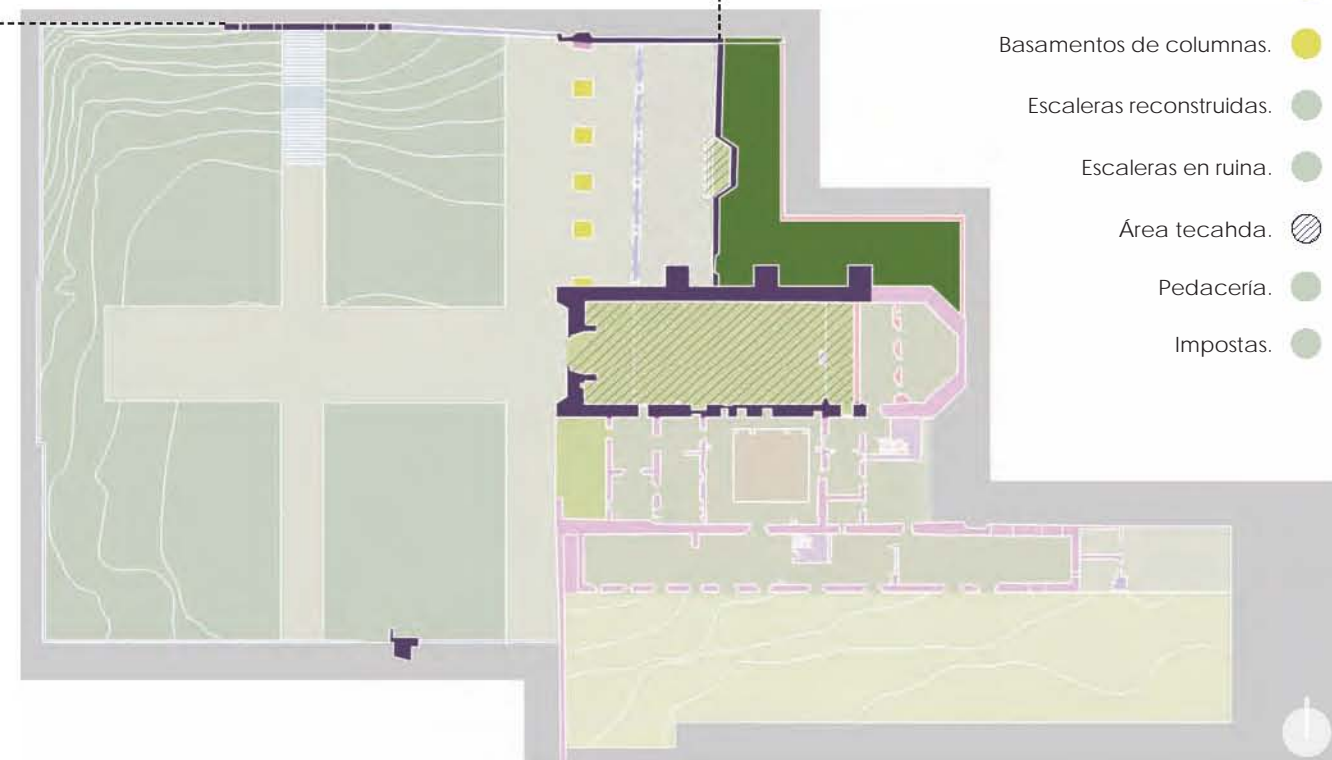 Basamentos de columnas.
Escaleras reconstruidas.
Escaleras en ruina.
Área tecahda.
Pedacería.
Impostas.